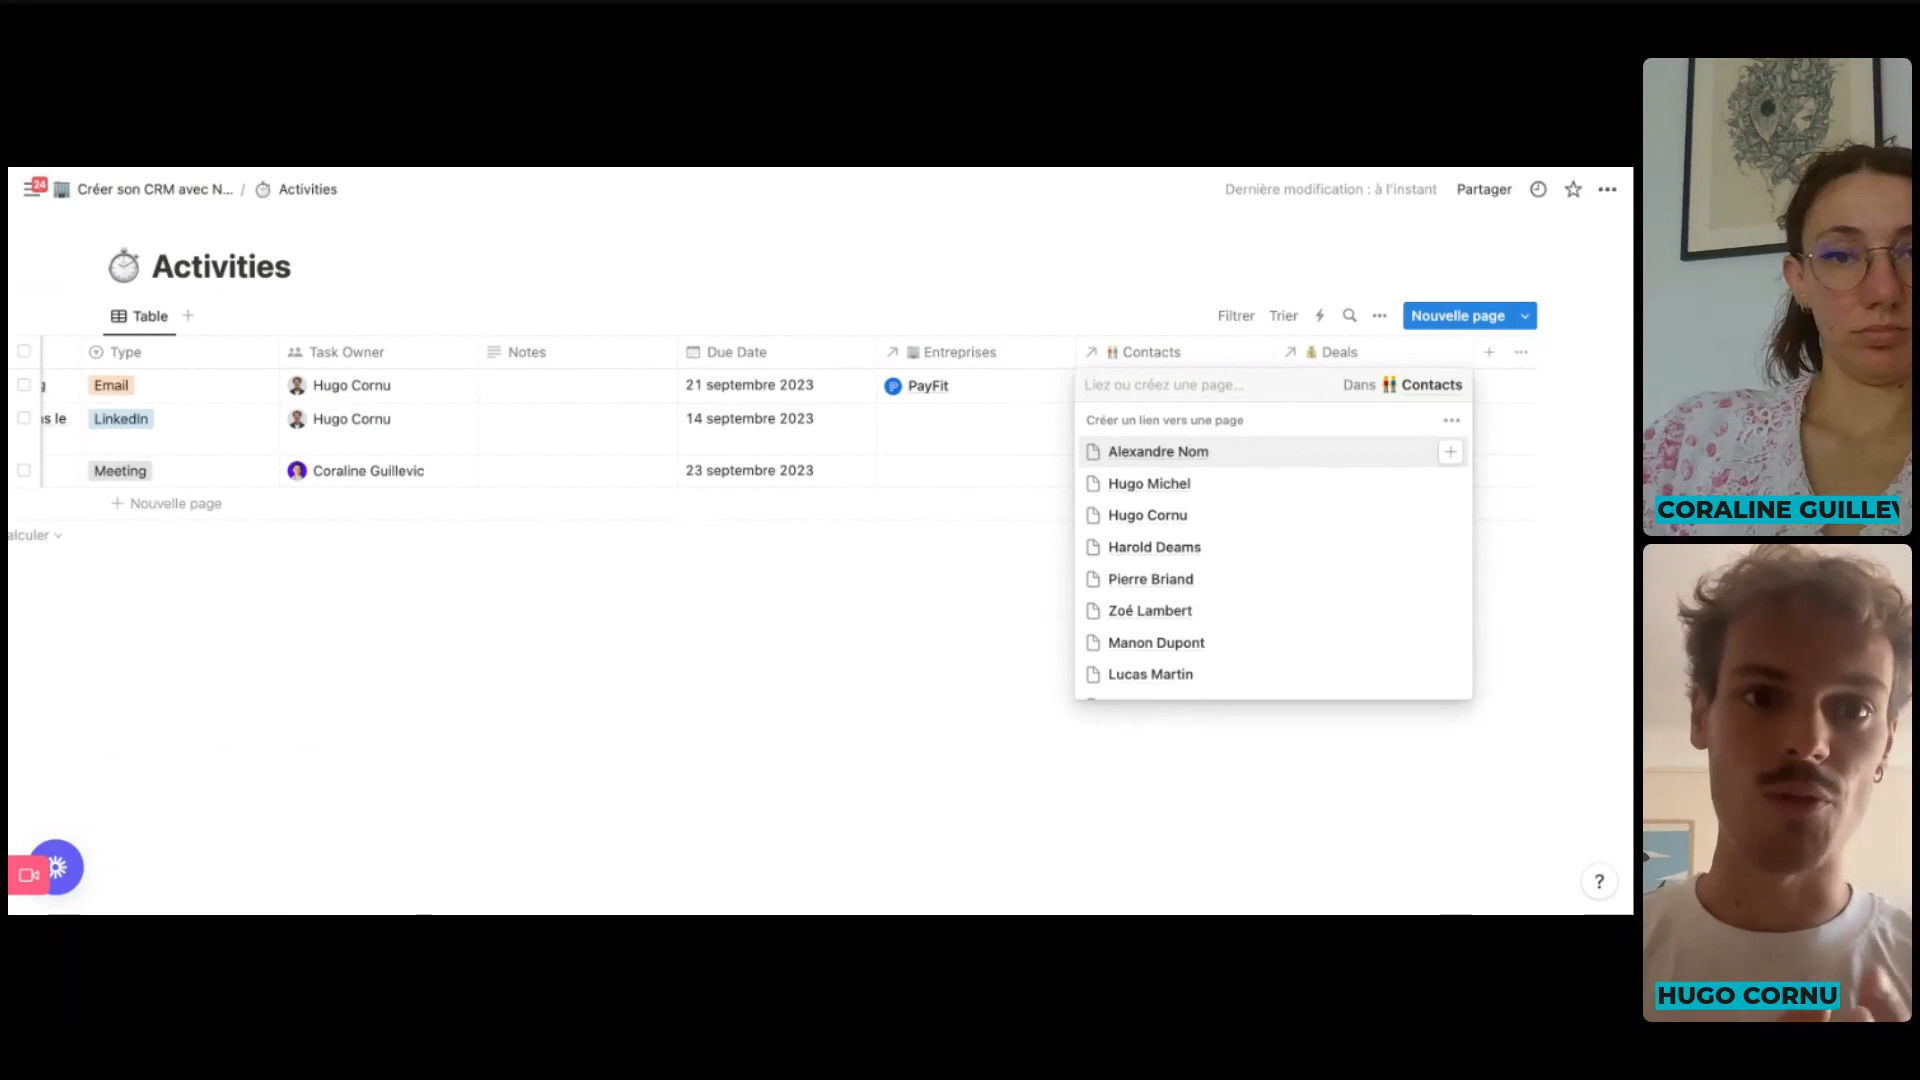 24 Créer son CRM avec N... / Activities
Dernière modification : à l'instant Partager
Activities
Table
Filtrer Trier Nouvelle page
Type Task Owner Notes Due Date Entreprises Contacts Deals
g Email Hugo Cornu 21 septembre 2023 PayFit
Liez ou créez une page... Dans Contacts
Créer un lien vers une page
s le LinkedIn Hugo Cornu 14 septembre 2023
Meeting Coraline Guillevic 23 septembre 2023
Nouvelle page
alculer
Alexandre Nom
Hugo Michel
Hugo Cornu
Harold Deams
Pierre Briand
Zoé Lambert
Manon Dupont
Lucas Martin
?
CORALINE GUILLEV
HUGO CORNU